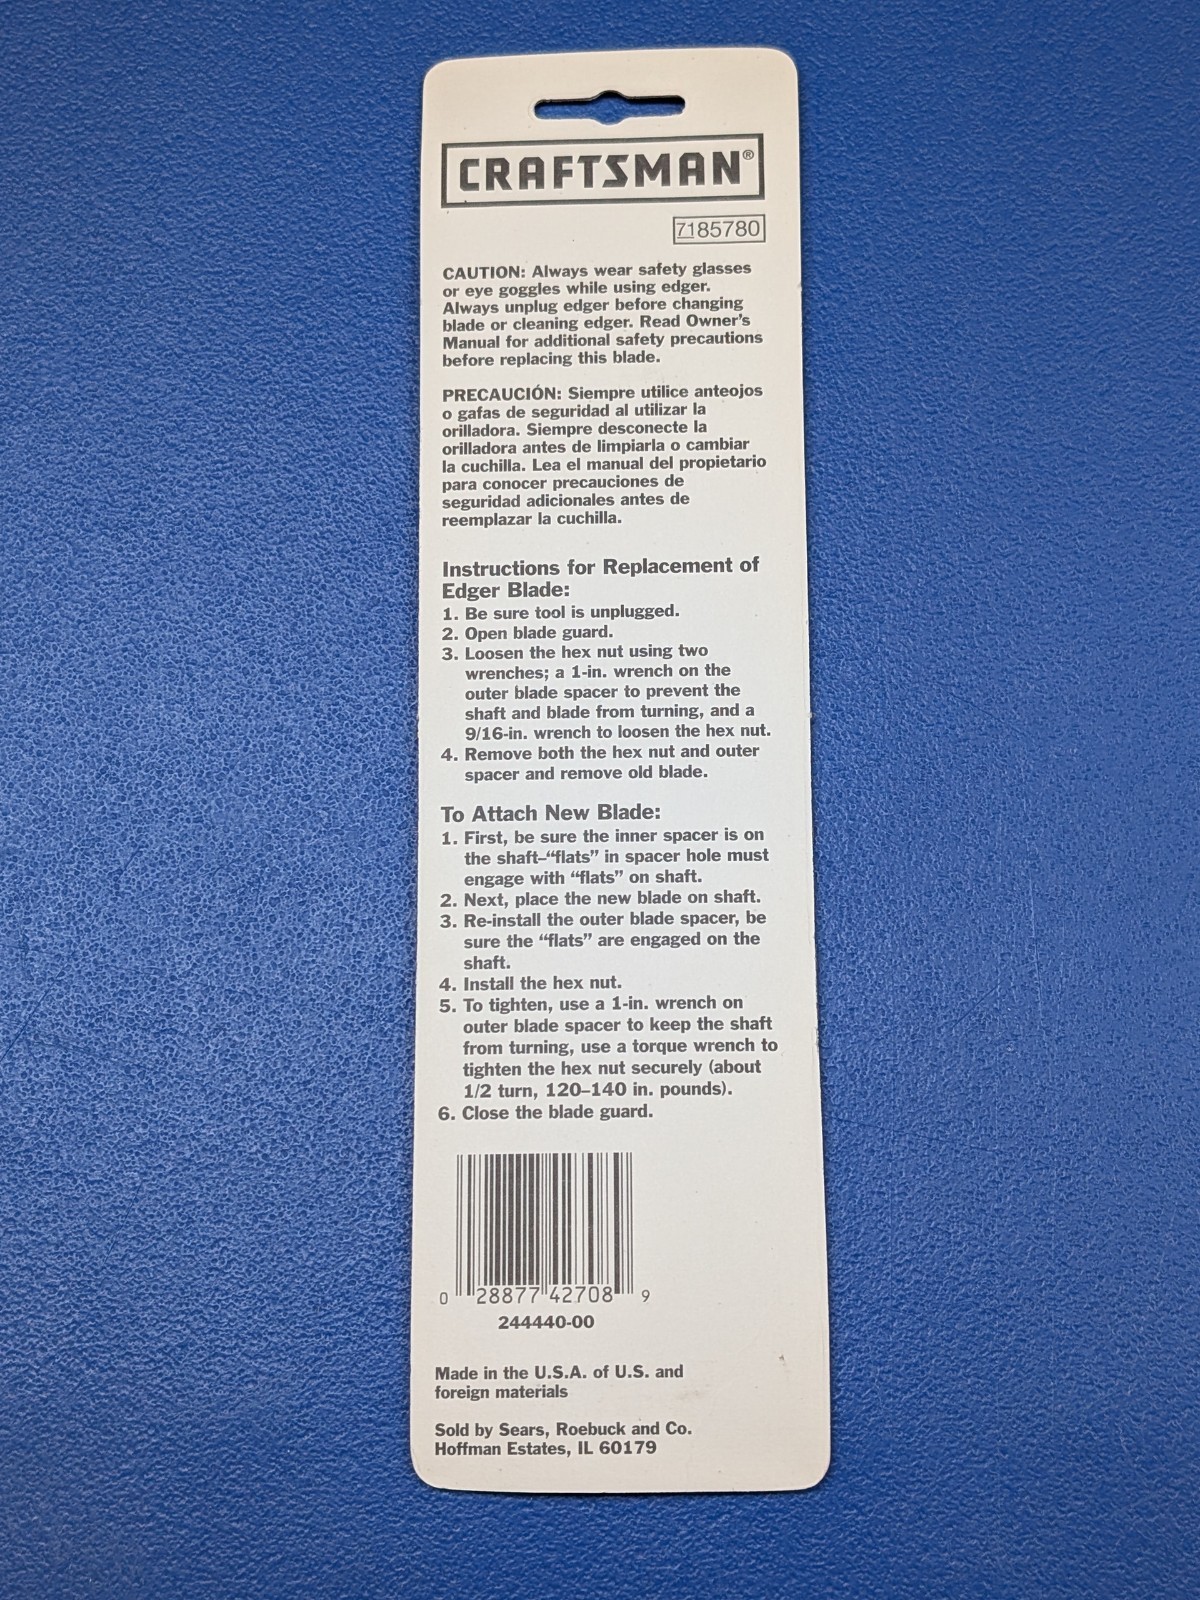 CRAFTSMAN®
7185780
CAUTION: Always wear safety glasses
or eye goggles while using edger.
Always unplug edger before changing
blade or cleaning edger. Read Owner's
Manual for additional safety precautions
before replacing this blade.
PRECAUCIÓN: Siempre utilice anteojos
o gafas de seguridad al utilizar la
orilladora. Siempre desconecte la
orilladora antes de limpiarla o cambiar
la cuchilla. Lea el manual del propietario
para conocer precauciones de
seguridad adicionales antes de
reemplazar la cuchilla.
Instructions for Replacement of
Edger Blade:
1. Be sure tool is unplugged.
2. Open blade guard.
3. Loosen the hex nut using two
wrenches; a 1-in. wrench on the
outer blade spacer to prevent the
shaft and blade from turning, and a
9/16-in. wrench to loosen the hex nut.
4. Remove both the hex nut and outer
spacer and remove old blade.
To Attach New Blade:
1. First, be sure the inner spacer is on
the shaft–“flats” in spacer hole must
engage with “flats” on shaft.
2. Next, place the new blade on shaft.
3. Re-install the outer blade spacer, be
sure the “flats” are engaged on the
shaft.
4. Install the hex nut.
5. To tighten, use a 1-in. wrench on
outer blade spacer to keep the shaft
from turning, use a torque wrench to
tighten the hex nut securely (about
1/2 turn, 120–140 in. pounds).
6. Close the blade guard.
0 28877 42708 9
244440-00
Made in the U.S.A. of U.S. and
foreign materials
Sold by Sears, Roebuck and Co.
Hoffman Estates, IL 60179